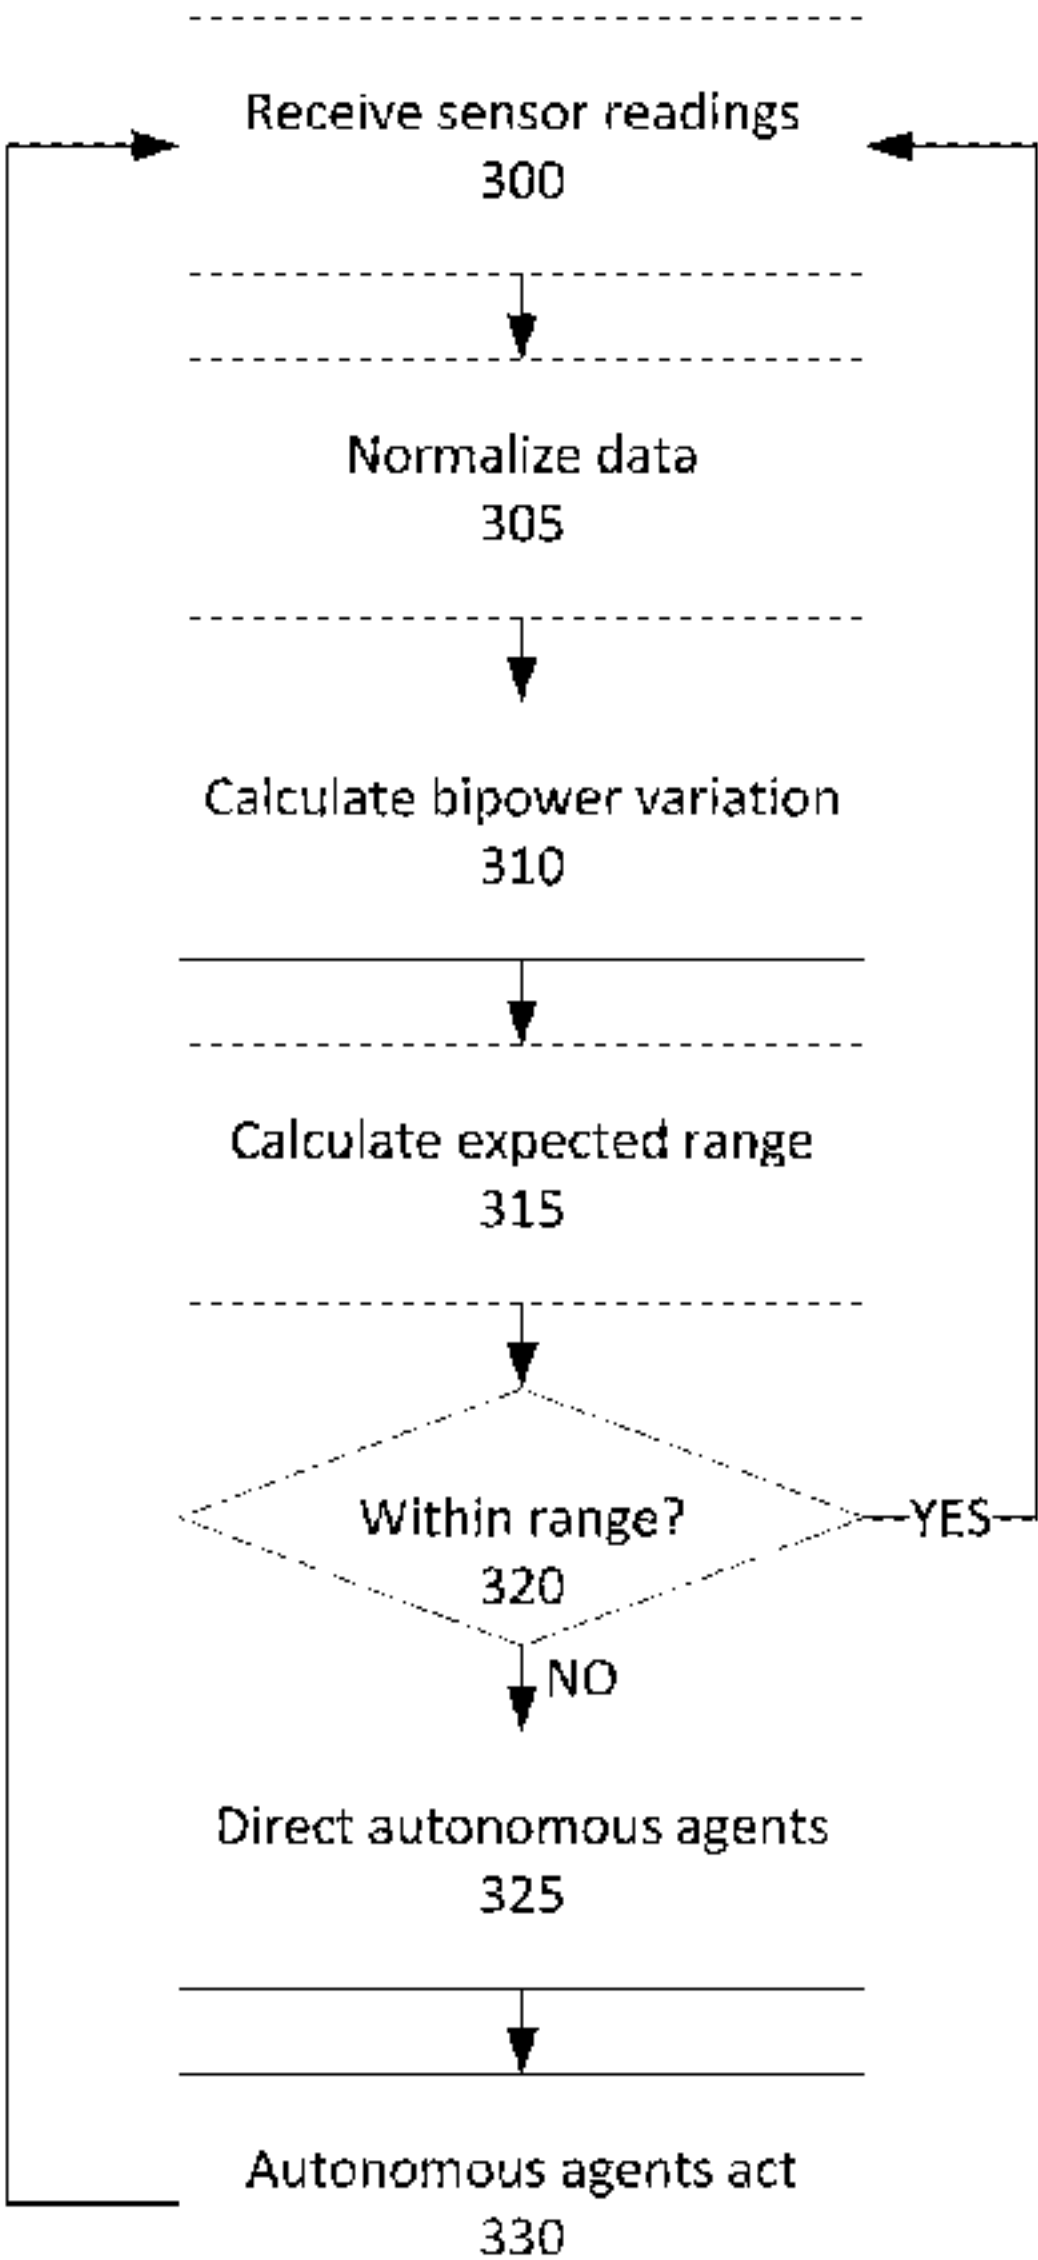 Receive sensor readings
300
Normalize data
305
Calculate bipower variation
310
Calculate expected range
315
Within range?
320
YES
NO
Direct autonomous agents
325
Autonomous agents act
330